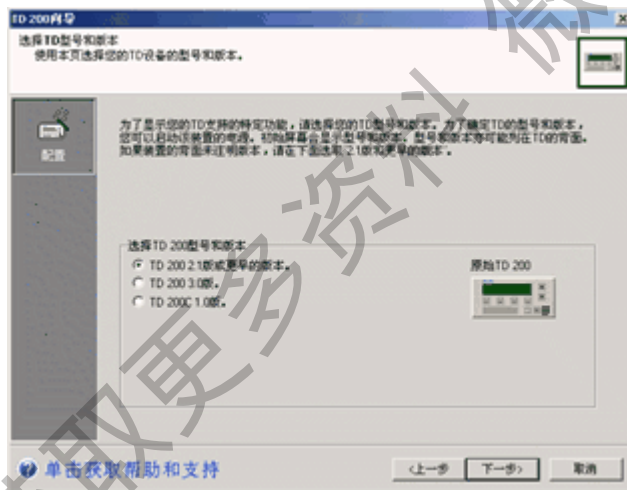 TD 200向导
选择TD型号和版本
使用本页选择您的TD设备的型号和版本。
配置
为了显示您的TD支持的特定功能，请选择您的TD型号和版本。为了确定TD的型号和版本，
您可以启动该装置的电源。初始屏幕会显示型号和版本。型号和版本亦可能列在TD的背面。
如果装置的背面未注明版本，请在下面选取 2.1版和更早的版本。
选择TD 200型号和版本
TD 200 2.1版或更早的版本。
原始TD 200
TD 200 3.0版。
TD 200C 1.0版。
单击获取帮助和支持
<上一步
下一步>
取消
取更多资料 微